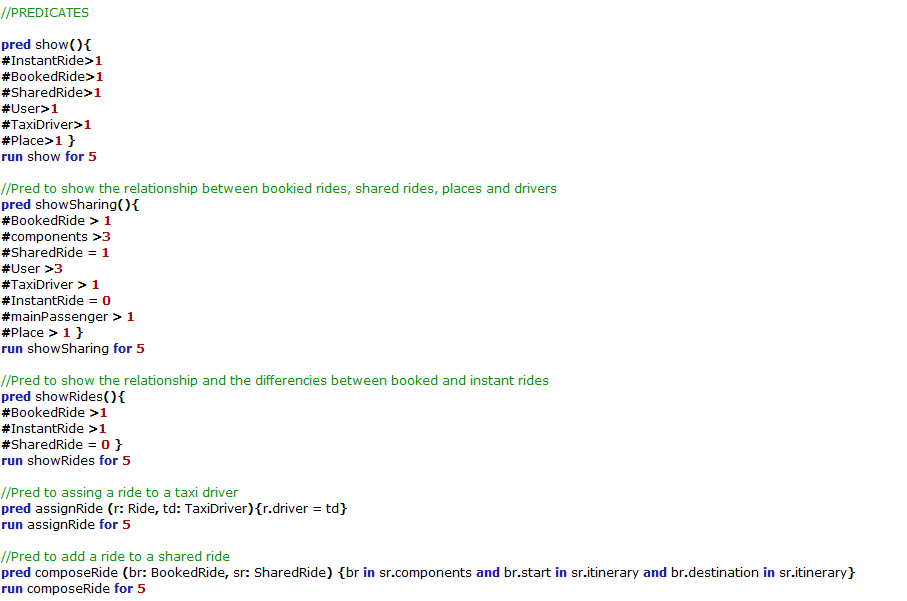 //PREDICATES
pred show(){
#InstantRide>1
#BookedRide>1
#SharedRide>1
#User>1
#TaxiDriver>1
#Place>1 }
run show for 5
//Pred to show the relationship between bookied rides, shared rides, places and drivers
pred showSharing(){
#BookedRide > 1
#components >3
#SharedRide = 1
#User >3
#TaxiDriver > 1
#InstantRide = 0
#mainPassenger > 1
#Place > 1 }
run showSharing for 5
//Pred to show the relationship and the differencies between booked and instant rides
pred showRides(){
#BookedRide >1
#InstantRide >1
#SharedRide = 0 }
run showRides for 5
//Pred to assing a ride to a taxi driver
pred assignRide (r: Ride, td: TaxiDriver){r.driver = td}
run assignRide for 5
//Pred to add a ride to a shared ride
pred composeRide (br: BookedRide, sr: SharedRide) {br in sr.components and br.start in sr.itinerary and br.destination in sr.itinerary}
run composeRide for 5